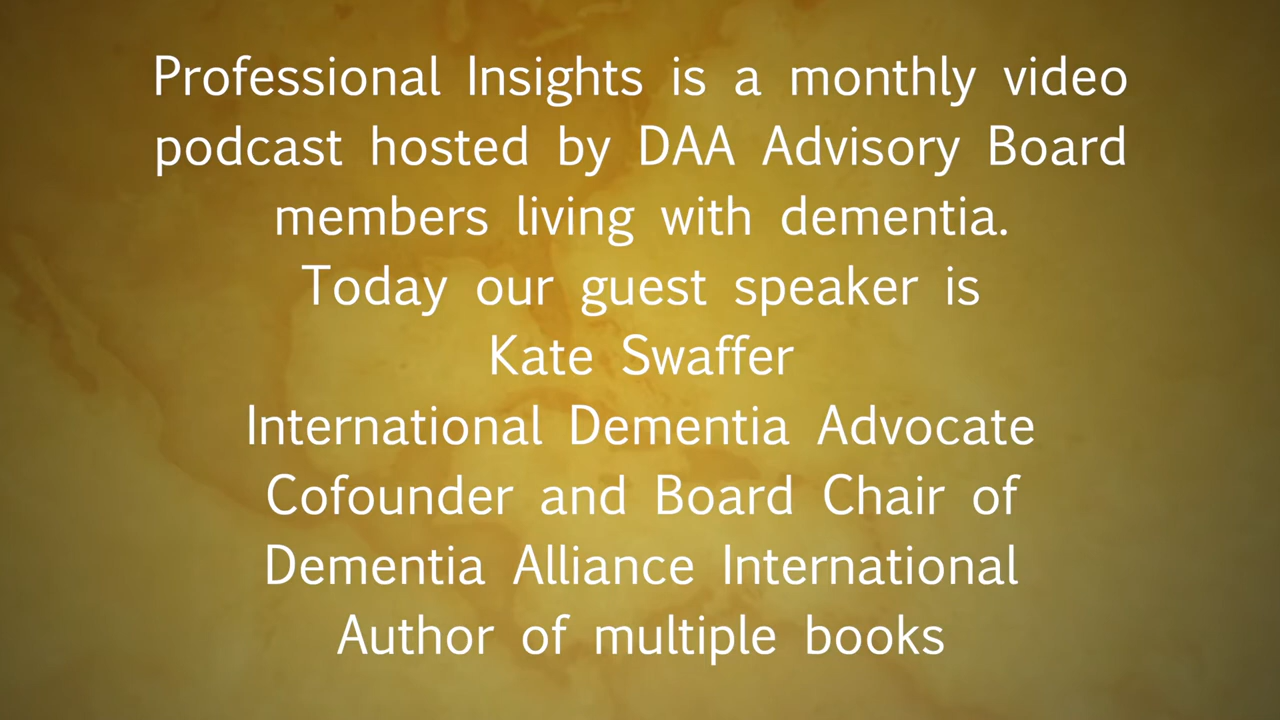 Professional Insights is a monthly video
podcast hosted by DAA Advisory Board
members living with dementia.
Today our guest speaker is
Kate Swaffer
International Dementia Advocate
Cofounder and Board Chair of
Dementia Alliance International
Author of multiple books